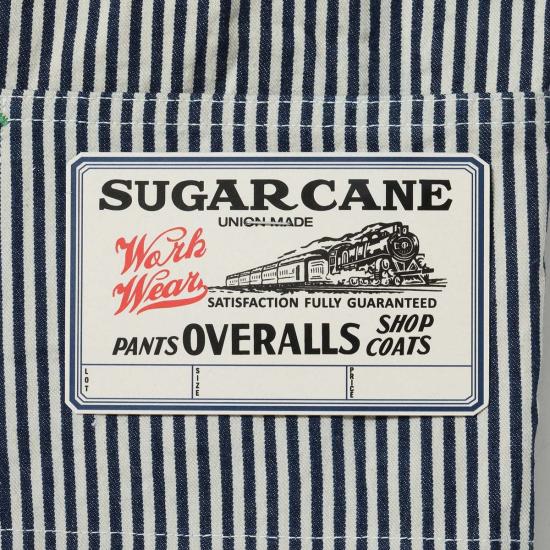 SUGAR CANE
UNION MADE
Work
Wear
SATISFACTION FULLY GUARANTEED
PANTS OVERALLS SHOP COATS
LOT SIZE PRICE